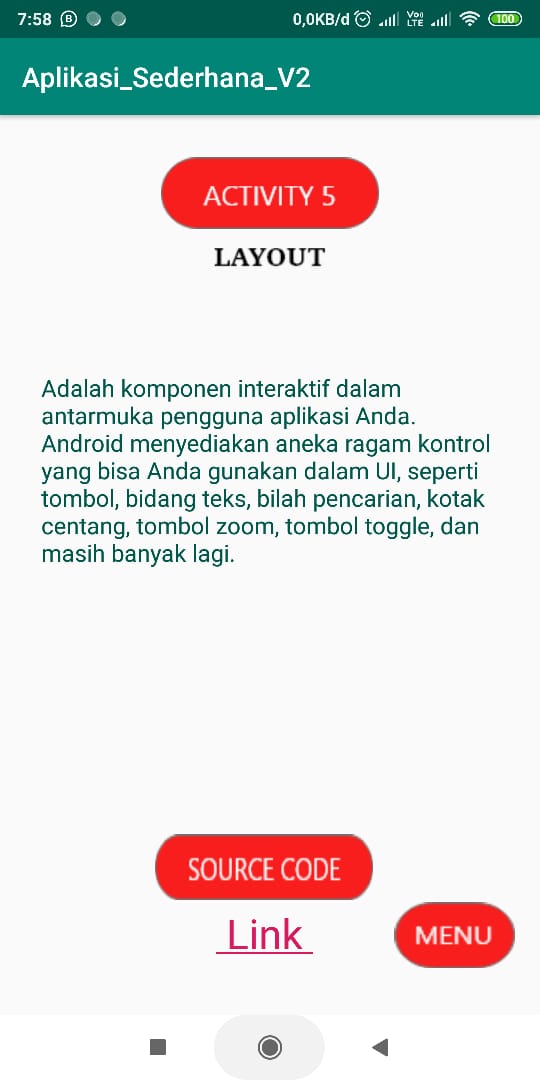 7:58 B 0,0KB/d Vo)) LTE 100
Aplikasi_Sederhana_V2
ACTIVITY 5
LAYOUT
Adalah komponen interaktif dalam
antarmuka pengguna aplikasi Anda.
Android menyediakan aneka ragam kontrol
yang bisa Anda gunakan dalam UI, seperti
tombol, bidang teks, bilah pencarian, kotak
centang, tombol zoom, tombol toggle, dan
masih banyak lagi.
SOURCE CODE
Link
MENU